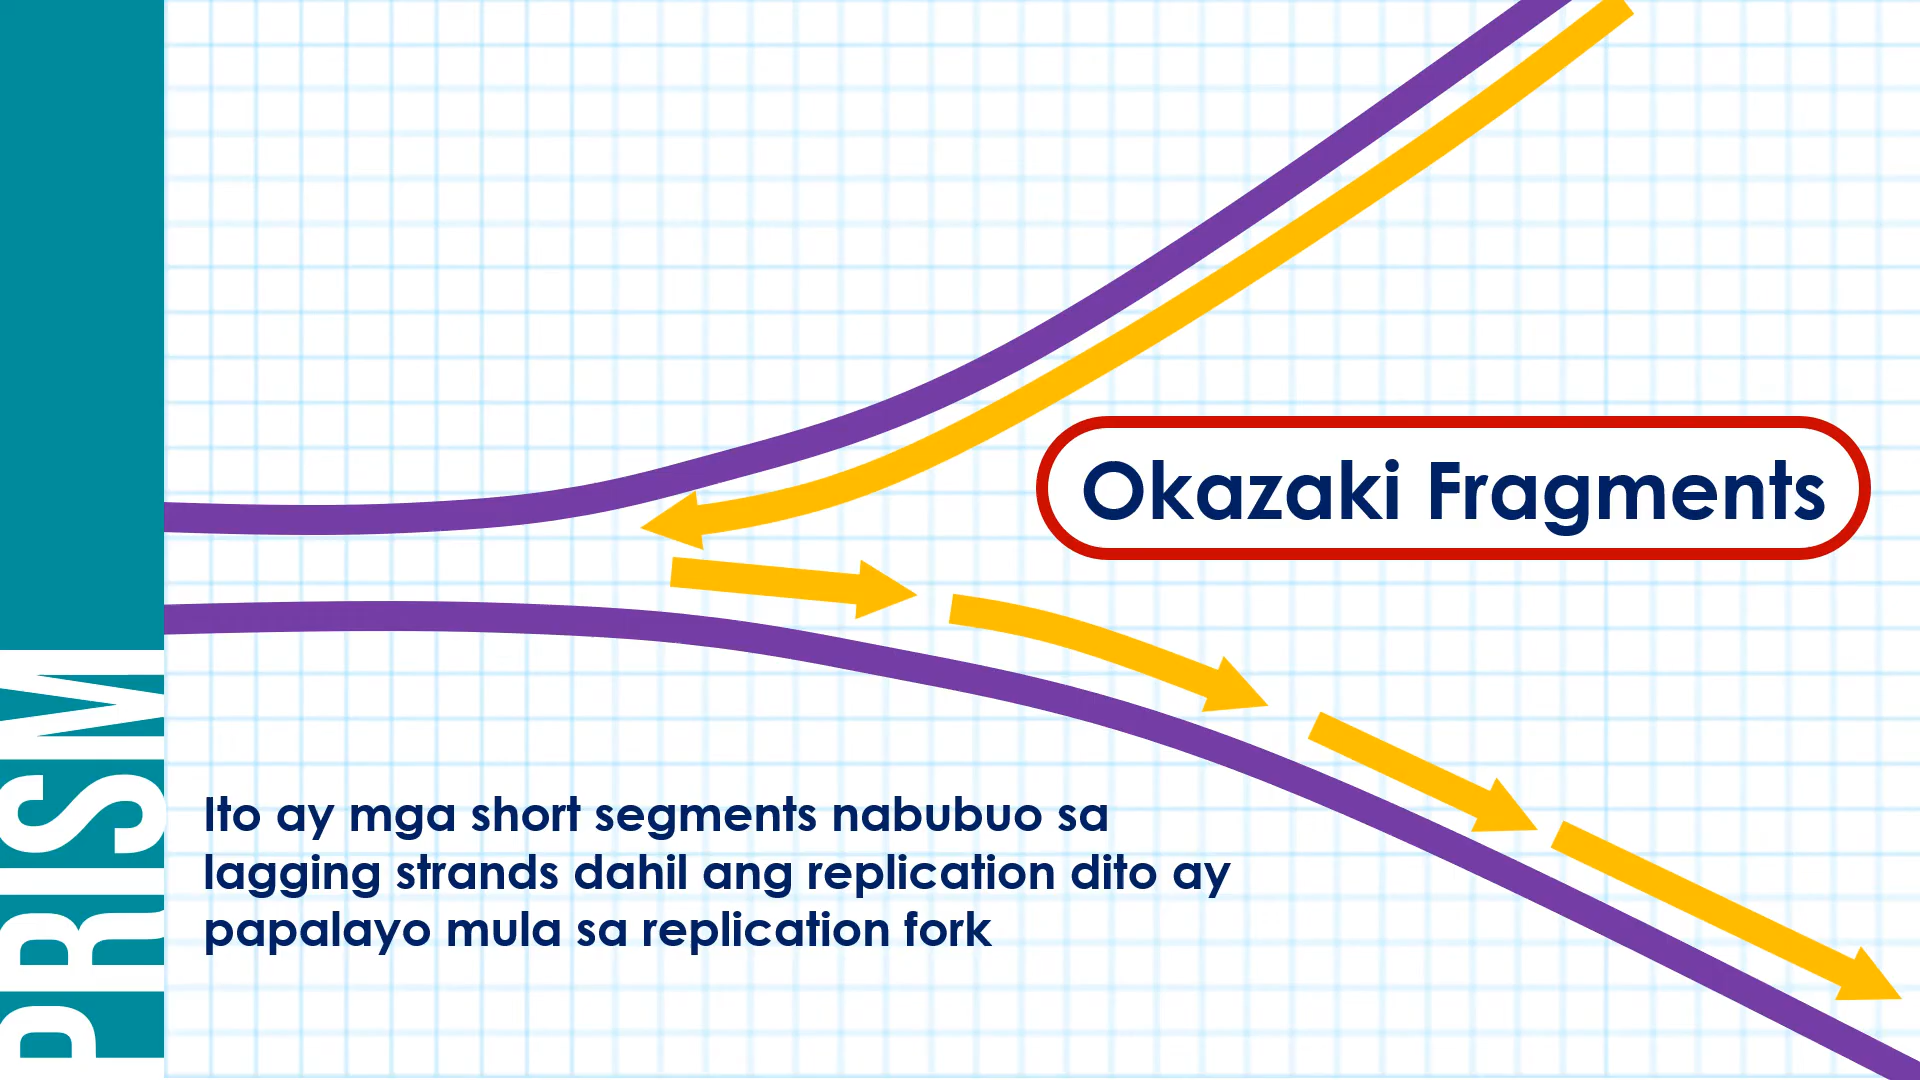 Okazaki Fragments
Ito ay mga short segments nabubuo sa
lagging strands dahil ang replication dito ay
papalayo mula sa replication fork
PRISM